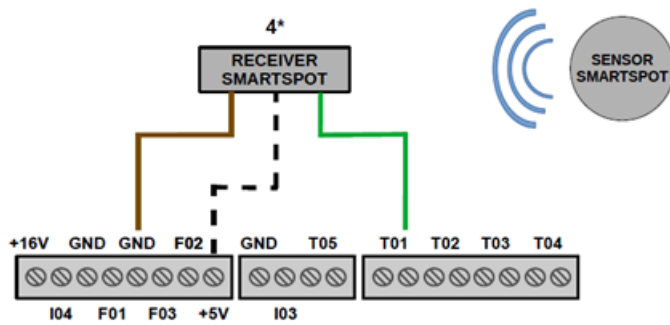 4*
RECEIVER
SMARTSPOT
SENSOR
SMARTSPOT
+16V GND GND F02 GND T05 T01 T02 T03 T04
I04 F01 F03 +5V I03